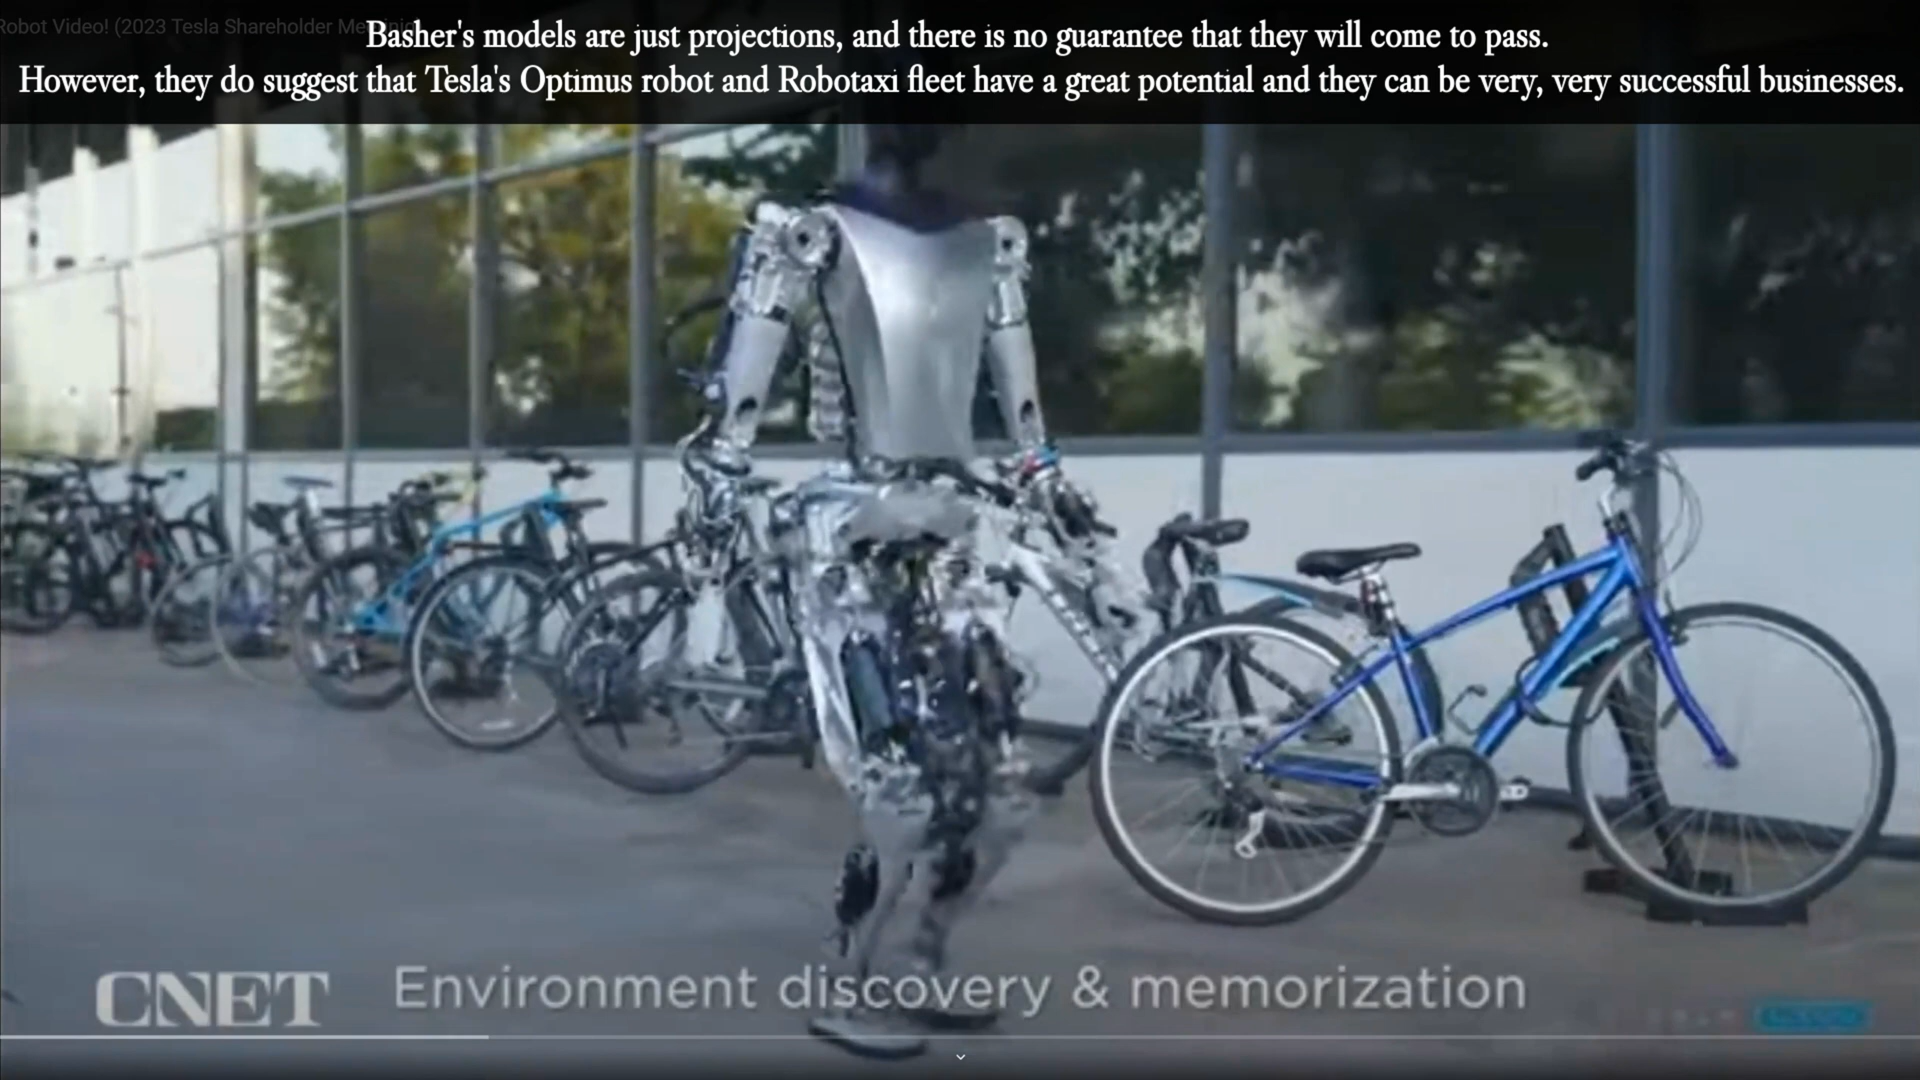 Robot Video! (2023 Tesla Shareholder Meeting)
Basher's models are just projections, and there is no guarantee that they will come to pass.
However, they do suggest that Tesla's Optimus robot and Robotaxi fleet have a great potential and they can be very, very successful businesses.
CNET
Environment discovery & memorization